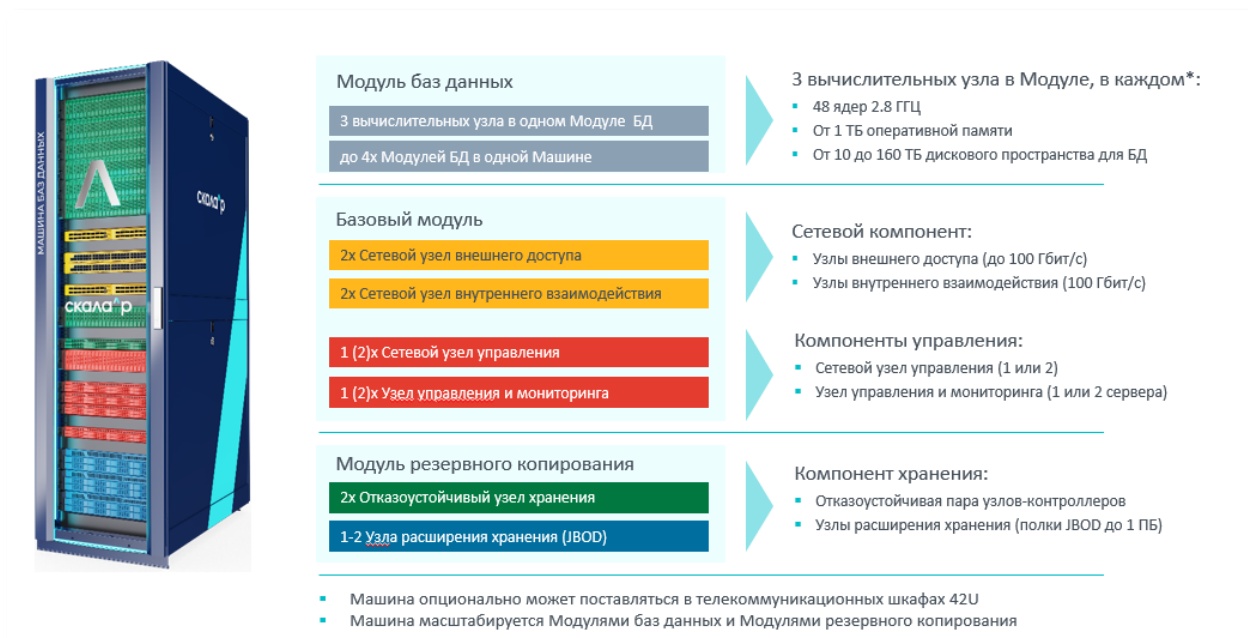 МАШИНА БАЗ ДАННЫХ
скала^р
скала^р
Модуль баз данных
3 вычислительных узла в одном Модуле БД
до 4х Модулей БД в одной Машине
3 вычислительных узла в Модуле, в каждом*:
48 ядер 2.8 ГГЦ
От 1 ТБ оперативной памяти
От 10 до 160 ТБ дискового пространства для БД
Базовый модуль
2х Сетевой узел внешнего доступа
2х Сетевой узел внутреннего взаимодействия
1 (2)х Сетевой узел управления
1 (2)х Узел управления и мониторинга
Сетевой компонент:
Узлы внешнего доступа (до 100 Гбит/с)
Узлы внутреннего взаимодействия (100 Гбит/с)
Компоненты управления:
Сетевой узел управления (1 или 2)
Узел управления и мониторинга (1 или 2 сервера)
Модуль резервного копирования
2х Отказоустойчивый узел хранения
1-2 Узла расширения хранения (JBOD)
Компонент хранения:
Отказоустойчивая пара узлов-контроллеров
Узлы расширения хранения (полки JBOD до 1 ПБ)
Машина опционально может поставляться в телекоммуникационных шкафах 42U
Машина масштабируется Модулями баз данных и Модулями резервного копирования